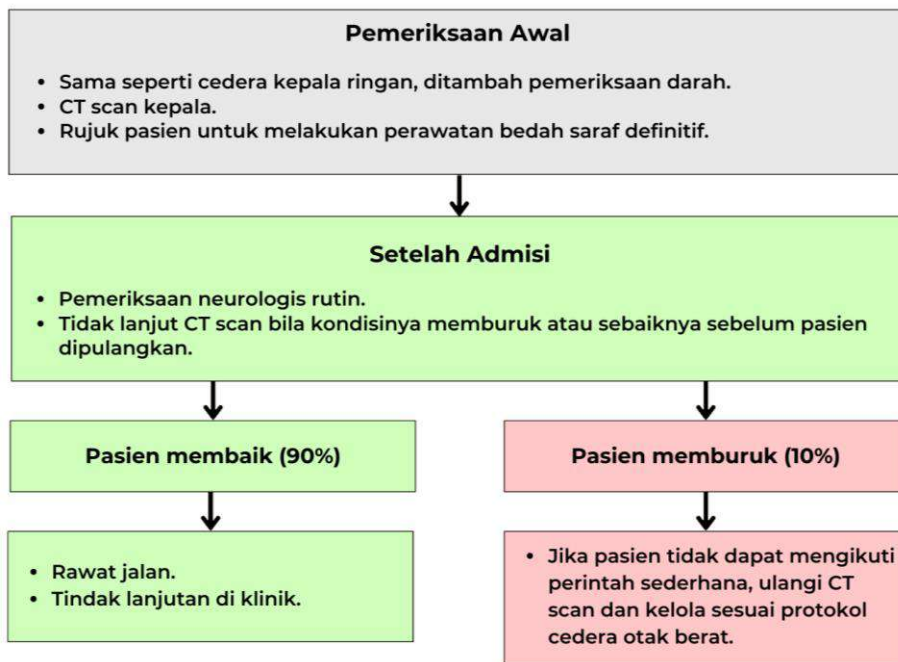 Pemeriksaan Awal
• Sama seperti cedera kepala ringan, ditambah pemeriksaan darah.
• CT scan kepala.
• Rujuk pasien untuk melakukan perawatan bedah saraf definitif.
Setelah Admisi
• Pemeriksaan neurologis rutin.
• Tidak lanjut CT scan bila kondisinya memburuk atau sebaiknya sebelum pasien
dipulangkan.
Pasien membaik (90%)
Pasien memburuk (10%)
• Rawat jalan.
• Tindak lanjutan di klinik.
• Jika pasien tidak dapat mengikuti
perintah sederhana, ulangi CT
scan dan kelola sesuai protokol
cedera otak berat.